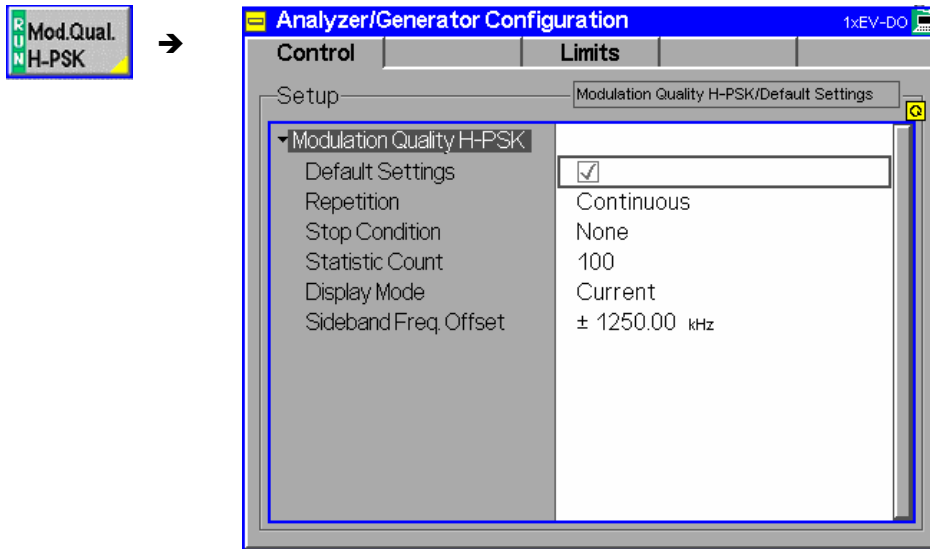 RUN
Mod.Qual.
H-PSK
➔
Analyzer/Generator Configuration 1xEV-DO
Control Limits
Setup Modulation Quality H-PSK/Default Settings
Modulation Quality H-PSK
Default Settings
Repetition Continuous
Stop Condition None
Statistic Count 100
Display Mode Current
Sideband Freq. Offset ± 1250.00 kHz